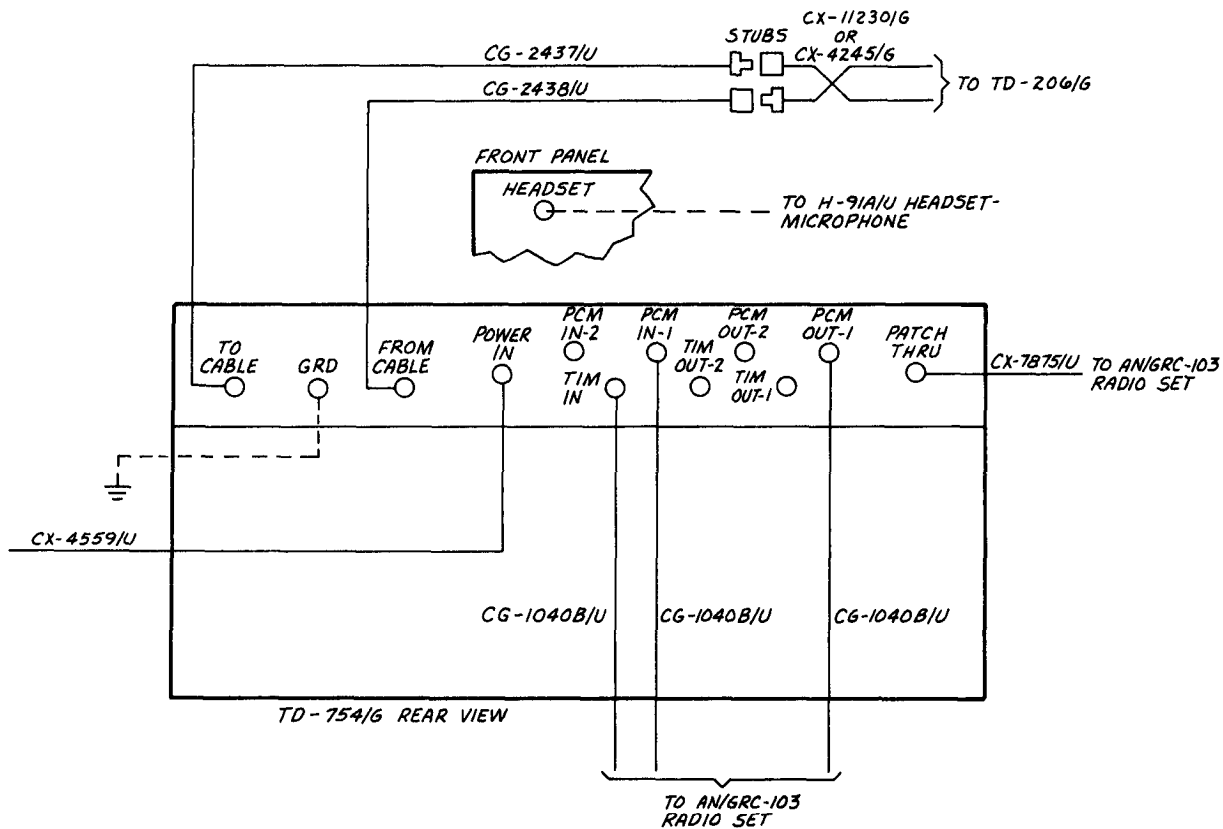 CX-11230/G
OR
CX-4245/G
STUBS
CG-2437/U
CG-2438/U
TO TD-206/G
FRONT PANEL
HEADSET
TO H-91A/U HEADSET-
MICROPHONE
TO
CABLE
GRD
FROM
CABLE
POWER
IN
PCM
IN-2
TIM
IN
PCM
IN-1
TIM
OUT-2
PCM
OUT-2
TIM
OUT-1
PCM
OUT-1
PATCH
THRU
CX-7875/U
TO AN/GRC-103
RADIO SET
CX-4559/U
CG-1040B/U
CG-1040B/U
CG-1040B/U
TD-754/G REAR VIEW
TO AN/GRC-103
RADIO SET